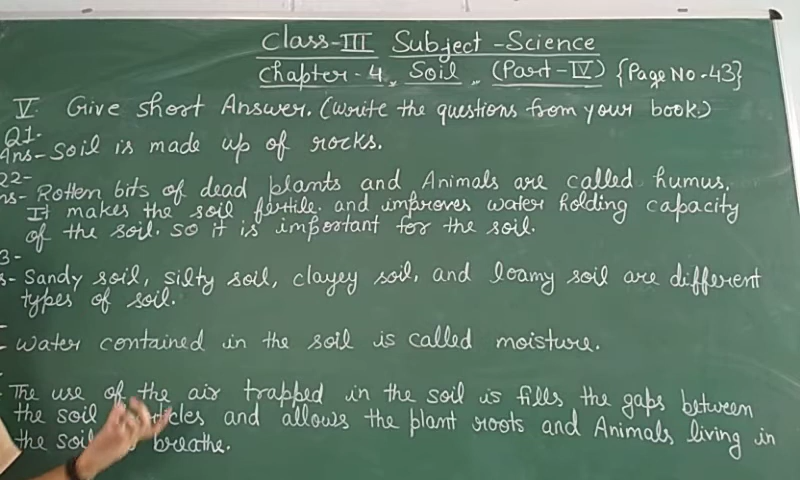 Class-III Subject-Science
Chapter-4, Soil, (Part-IV) {Page No.-43}
V. Give short Answer. (write the questions from your book.)
Q1-
Ans- Soil is made up of rocks.
22-
ns- Rotten bits of dead plants and Animals are called humus.
It makes the soil fertile. and improves water holding capacity
of the soil. so it is important for the soil.
3-
s- Sandy soil, silty soil, clayey soil, and loamy soil are different
types of soil.
- Water contained in the soil is called moisture.
- The use of the air trapped in the soil is fills the gaps between
the soil cles and allows the plant roots and Animals living in
the soil breathe.